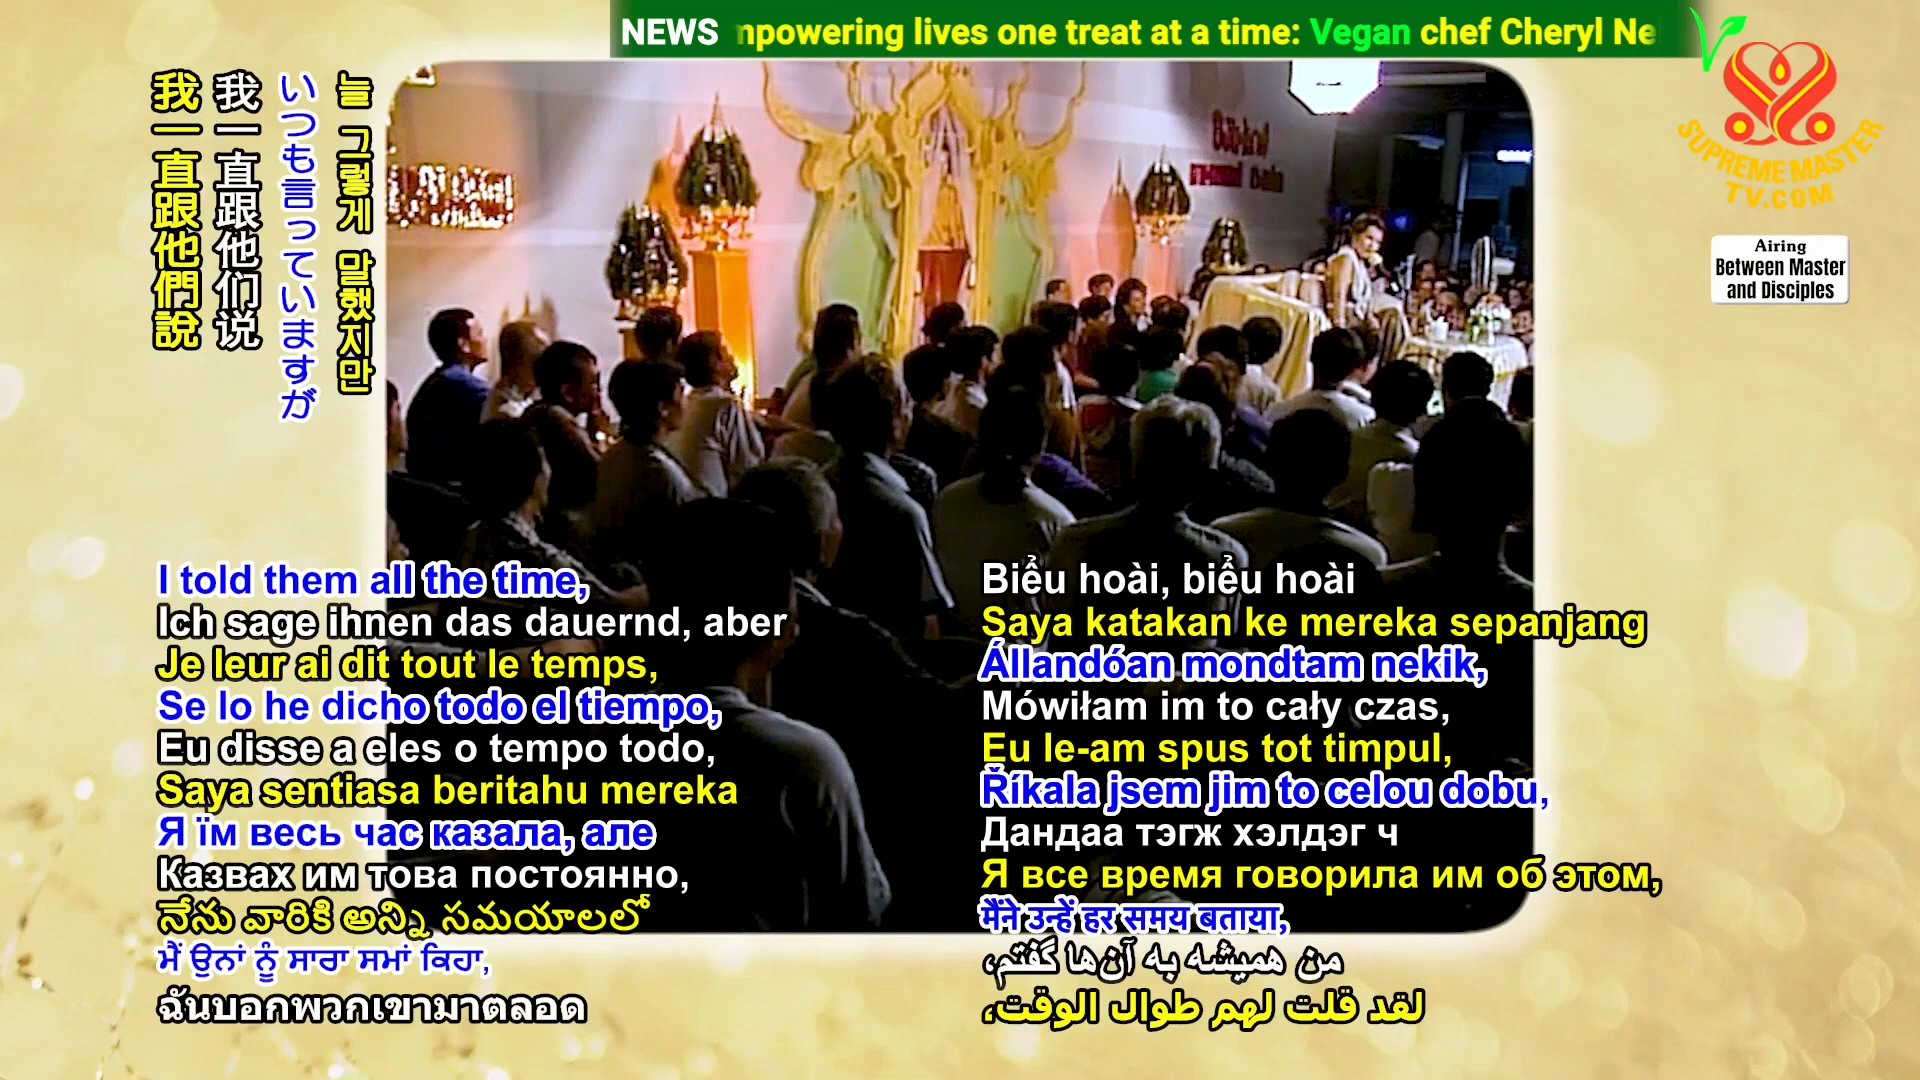 NEWS mpowering lives one treat at a time: Vegan chef Cheryl Ne
SUPREME MASTER
TV.COM
Airing
Between Master
and Disciples
늘 그렇게 말했지만
いつも言っていますが
我一直跟他们说
我一直跟他們說
I told them all the time,
Ich sage ihnen das dauernd, aber
Je leur ai dit tout le temps,
Se lo he dicho todo el tiempo,
Eu disse a eles o tempo todo,
Saya sentiasa beritahu mereka
Я їм весь час казала, але
Казвах им това постоянно,
నేను వారికి అన్ని సమయాలలో
ਮੈਂ ਉਨਾਂ ਨੂੰ ਸਾਰਾ ਸਮਾਂ ਕਿਹਾ,
ฉันบอกพวกเขามาตลอด
Biểu hoài, biểu hoài
Saya katakan ke mereka sepanjang
Állandóan mondtam nekik,
Mówiłam im to cały czas,
Eu le-am spus tot timpul,
Říkala jsem jim to celou dobu,
Дандаа тэгж хэлдэг ч
Я все время говорила им об этом,
मैंने उन्हें हर समय बताया,
من همیشه به آن‌ها گفتم،
لقد قلت لهم طوال الوقت،